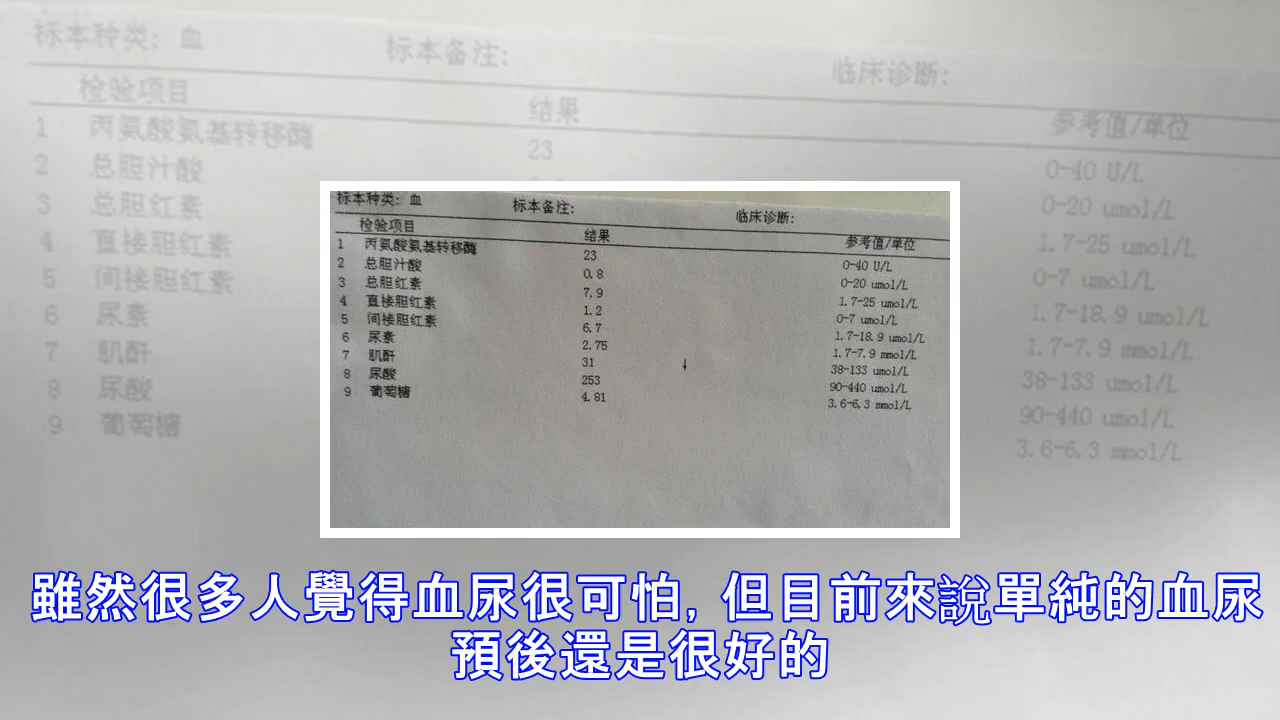 标本种类: 血 标本备注: 临床诊断:
检验项目 结果 参考值/单位
1 丙氨酸氨基转移酶 23 0-40 U/L
2 总胆汁酸 0.8 0-20 umol/L
3 总胆红素 7.9 1.7-25 umol/L
4 直接胆红素 1.2 0-7 umol/L
5 间接胆红素 6.7 1.7-18.9 umol/L
6 尿素 2.75 1.7-7.9 mmol/L
7 肌酐 31 ↓ 38-133 umol/L
8 尿酸 253 90-440 umol/L
9 葡萄糖 4.81 3.6-6.3 mmol/L
雖然很多人覺得血尿很可怕, 但目前來說單純的血尿
預後還是很好的